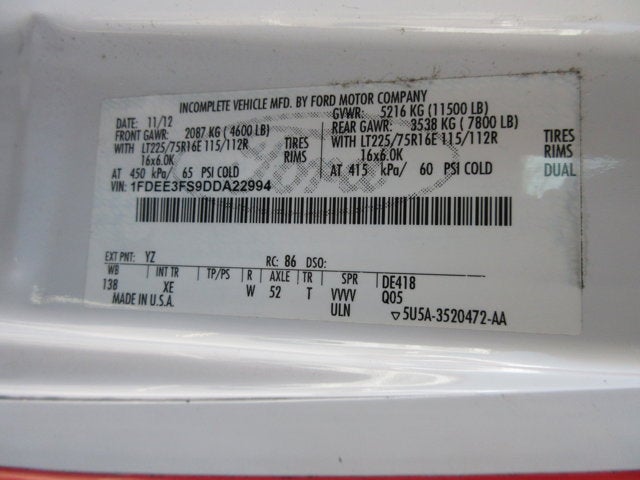 INCOMPLETE VEHICLE MFD. BY FORD MOTOR COMPANY
DATE: 11/12 GVWR: 5216 KG (11500 LB)
FRONT GAWR: 2087 KG (4600 LB) REAR GAWR: 3538 KG (7800 LB)
WITH LT225/75R16E 115/112R TIRES WITH LT225/75R16E 115/112R TIRES
16x6.0K RIMS 16x6.0K RIMS
AT 450 kPa/ 65 PSI COLD AT 415 kPa/ 60 PSI COLD DUAL
VIN: 1FDEE3FS9DDA22994
Ford
EXT PNT: YZ RC: 86 DSO:
WB INT TR TP/PS R AXLE TR SPR DE418
138 XE W 52 T VVVV Q05
MADE IN U.S.A. ULN ▽5U5A-3520472-AA